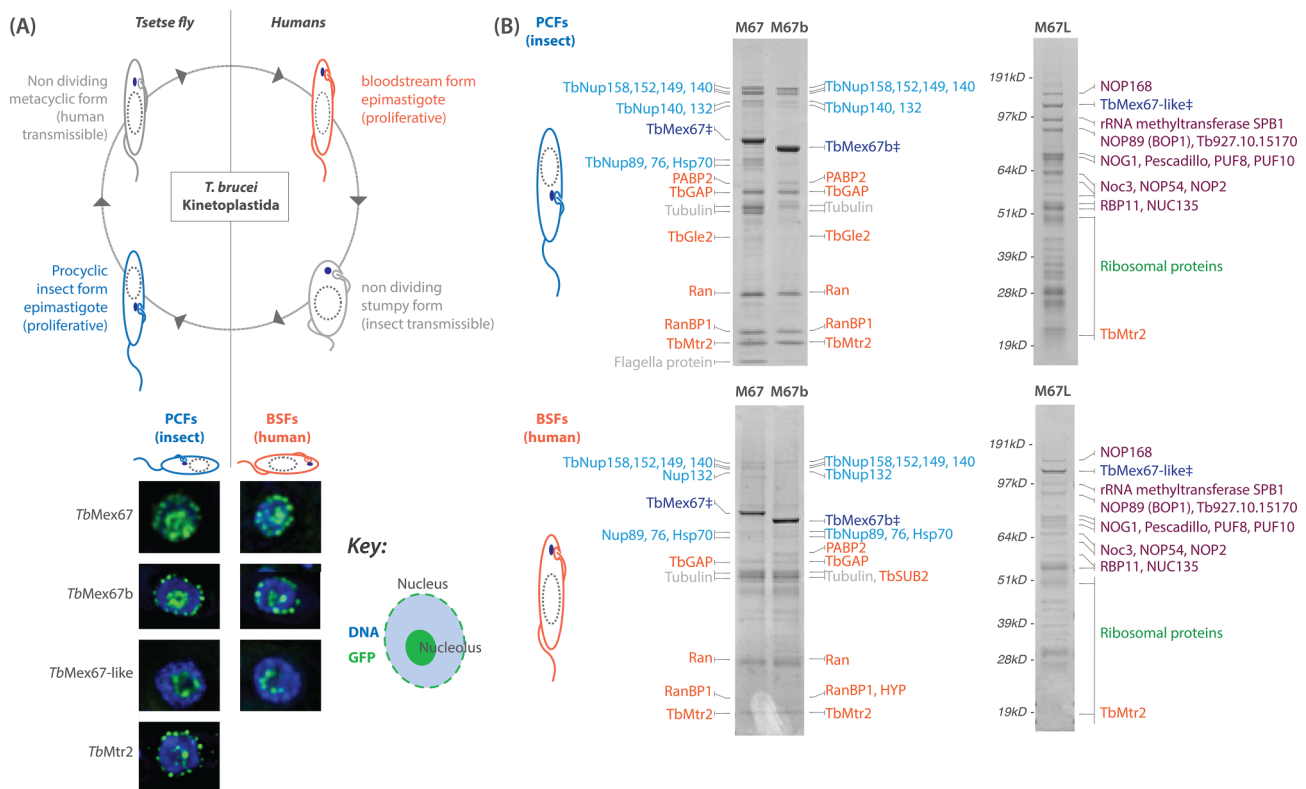 (A)
Tsetse fly
Humans
Non dividing
metacyclic form
(human
transmissible)
bloodstream form
epimastigote
(proliferative)
T. brucei
Kinetoplastida
Procyclic
insect form
epimastigote
(proliferative)
non dividing
stumpy form
(insect transmissible)
PCFs
(insect)
BSFs
(human)
TbMex67
TbMex67b
TbMex67-like
TbMtr2
Key:
Nucleus
DNA
GFP
Nucleolus
(B)
PCFs
(insect)
M67 M67b
TbNup158,152,149, 140
TbNup140, 132
TbMex67‡
TbNup89, 76, Hsp70
PABP2
TbGAP
Tubulin
TbGle2
Ran
RanBP1
TbMtr2
Flagella protein
TbNup158,152,149, 140
TbNup140, 132
TbMex67b‡
PABP2
TbGAP
Tubulin
TbGle2
Ran
RanBP1
TbMtr2
M67L
191kD
97kD
64kD
51kD
39kD
28kD
19kD
NOP168
TbMex67-like‡
rRNA methyltransferase SPB1
NOP89 (BOP1), Tb927.10.15170
NOG1, Pescadillo, PUF8, PUF10
Noc3, NOP54, NOP2
RBP11, NUC135
Ribosomal proteins
TbMtr2
BSFs
(human)
M67 M67b
TbNup158,152,149, 140
Nup132
TbMex67‡
Nup89, 76, Hsp70
TbGAP
Tubulin
Ran
RanBP1
TbMtr2
TbNup158,152,149, 140
TbNup132
TbMex67b‡
TbNup89, 76, Hsp70
PABP2
TbGAP
Tubulin, TbSUB2
Ran
RanBP1, HYP
TbMtr2
M67L
191kD
97kD
64kD
51kD
39kD
28kD
19kD
NOP168
TbMex67-like‡
rRNA methyltransferase SPB1
NOP89 (BOP1), Tb927.10.15170
NOG1, Pescadillo, PUF8, PUF10
Noc3, NOP54, NOP2
RBP11, NUC135
Ribosomal proteins
TbMtr2